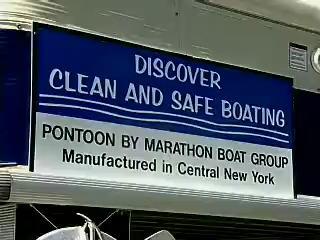 DISCOVER
CLEAN AND SAFE BOATING
PONTOON BY MARATHON BOAT GROUP
Manufactured in Central New York